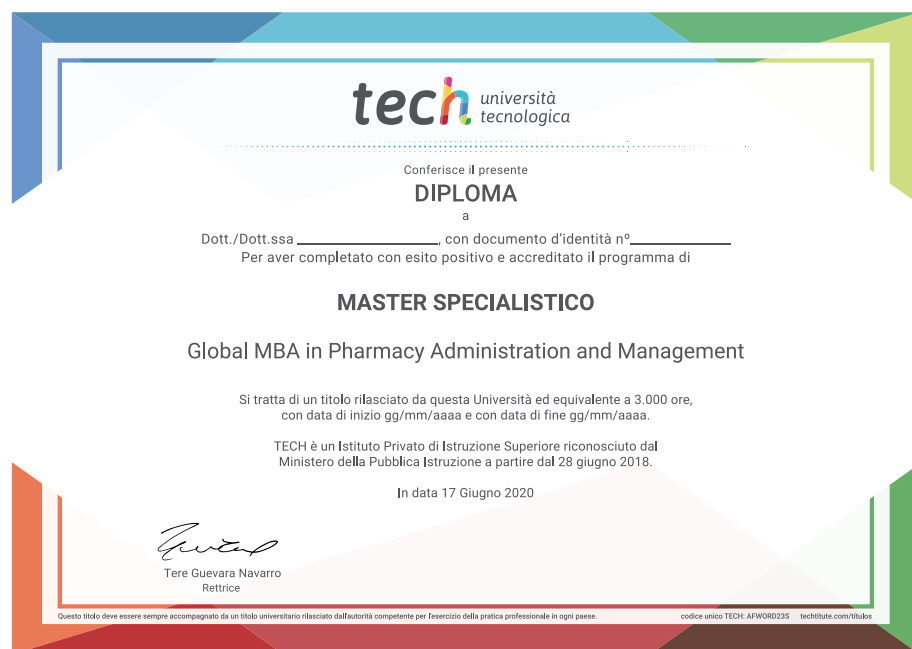 tech università
tecnologica
Conferisce il presente
DIPLOMA
a
Dott./Dott.ssa ____________________, con documento d'identità nº______________
Per aver completato con esito positivo e accreditato il programma di
MASTER SPECIALISTICO
Global MBA in Pharmacy Administration and Management
Si tratta di un titolo rilasciato da questa Università ed equivalente a 3.000 ore,
con data di inizio gg/mm/aaaa e con data di fine gg/mm/aaaa.
TECH è un Istituto Privato di Istruzione Superiore riconosciuto dal
Ministero della Pubblica Istruzione a partire dal 28 giugno 2018.
In data 17 Giugno 2020
Tere Guevara Navarro
Rettrice
Questo titolo deve essere sempre accompagnato da un titolo universitario rilasciato dall'autorità competente per l'esercizio della pratica professionale in ogni paese. codice unico TECH: AFWORD23S techtitute.com/títulos